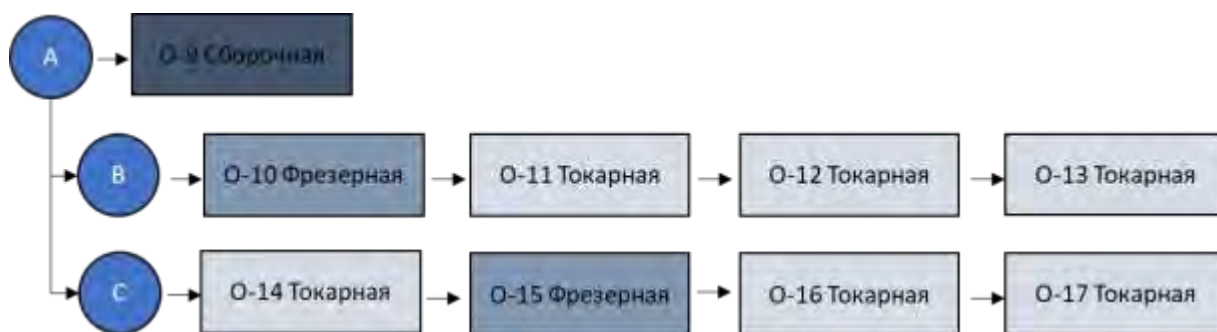 A
О-9 Сборочная
B
О-10 Фрезерная
О-11 Токарная
О-12 Токарная
О-13 Токарная
C
О-14 Токарная
О-15 Фрезерная
О-16 Токарная
О-17 Токарная